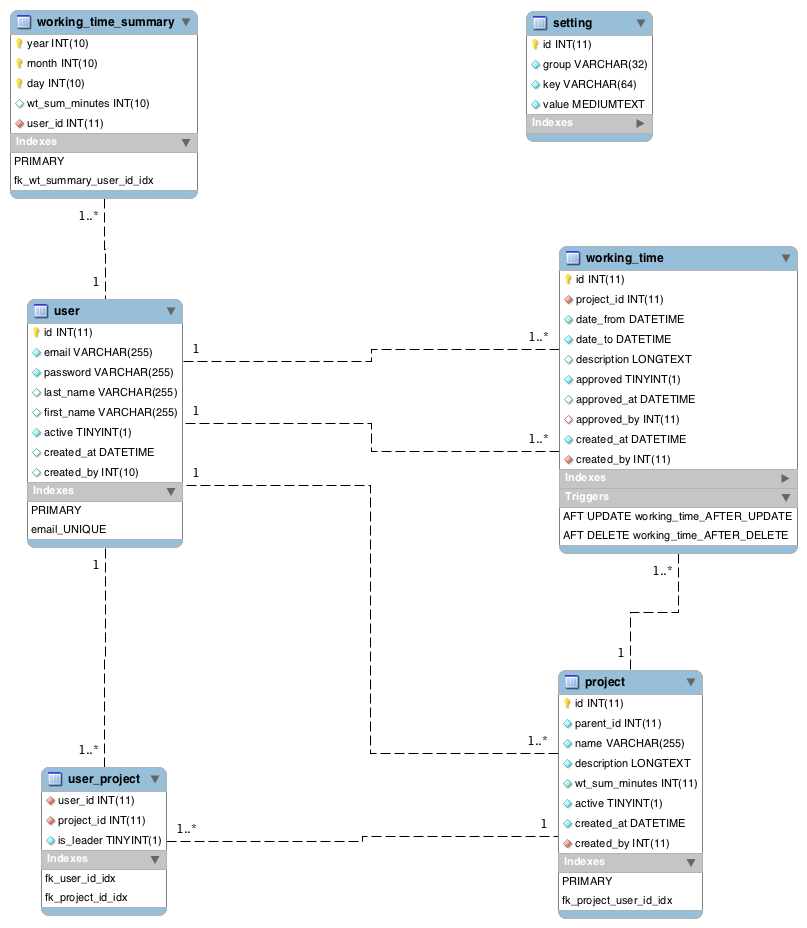 working_time_summary
year INT(10)
month INT(10)
day INT(10)
wt_sum_minutes INT(10)
user_id INT(11)
Indexes
PRIMARY
fk_wt_summary_user_id_idx
setting
id INT(11)
group VARCHAR(32)
key VARCHAR(64)
value MEDIUMTEXT
Indexes
1..*
1
user
id INT(11)
email VARCHAR(255)
password VARCHAR(255)
last_name VARCHAR(255)
first_name VARCHAR(255)
active TINYINT(1)
created_at DATETIME
created_by INT(10)
Indexes
PRIMARY
email_UNIQUE
1
1..*
1
1..*
1
1..*
working_time
id INT(11)
project_id INT(11)
date_from DATETIME
date_to DATETIME
description LONGTEXT
approved TINYINT(1)
approved_at DATETIME
approved_by INT(11)
created_at DATETIME
created_by INT(11)
Indexes
Triggers
AFT UPDATE working_time_AFTER_UPDATE
AFT DELETE working_time_AFTER_DELETE
1..*
1
1
1..*
user_project
user_id INT(11)
project_id INT(11)
is_leader TINYINT(1)
Indexes
fk_user_id_idx
fk_project_id_idx
1..*
1
project
id INT(11)
parent_id INT(11)
name VARCHAR(255)
description LONGTEXT
wt_sum_minutes INT(11)
active TINYINT(1)
created_at DATETIME
created_by INT(11)
Indexes
PRIMARY
fk_project_user_id_idx